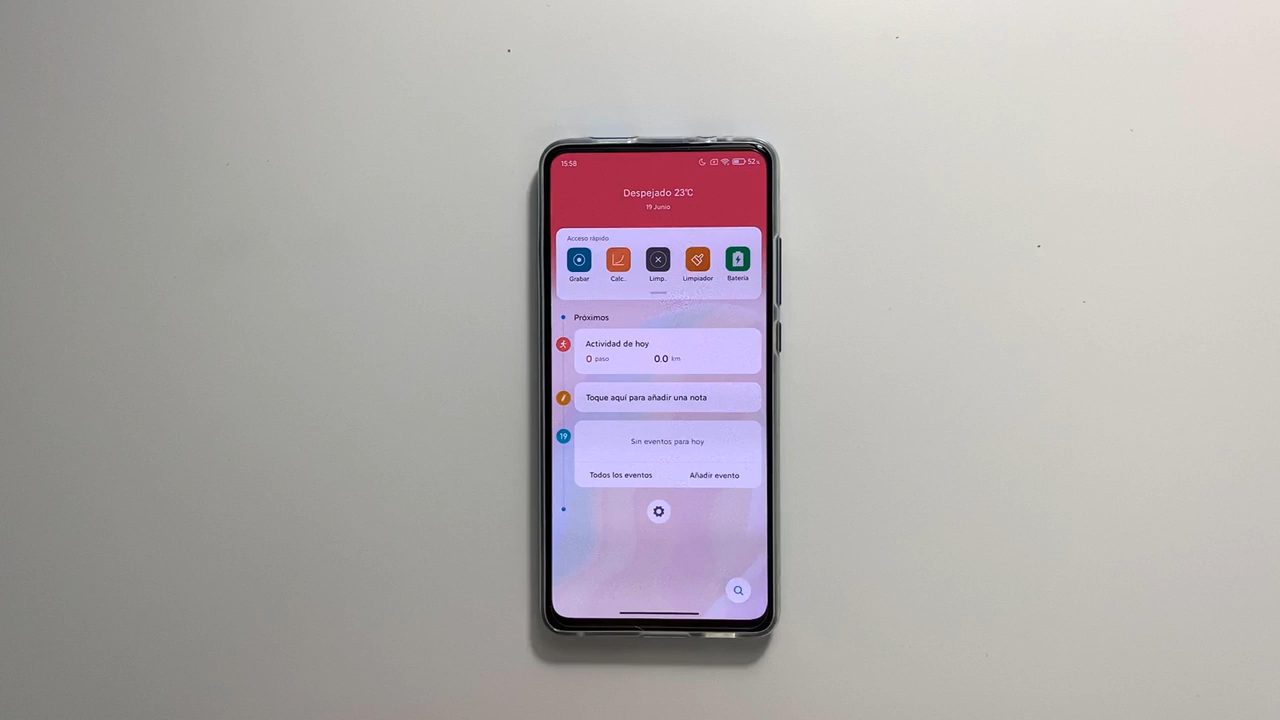 15:58 52%
Despejado 23°C
19 Junio
Acceso rápido
Grabar Calc.. Limp.. Limpiador Batería
Próximos
Actividad de hoy
0 paso 0.0 km
Toque aquí para añadir una nota
19
Sin eventos para hoy
Todos los eventos Añadir evento